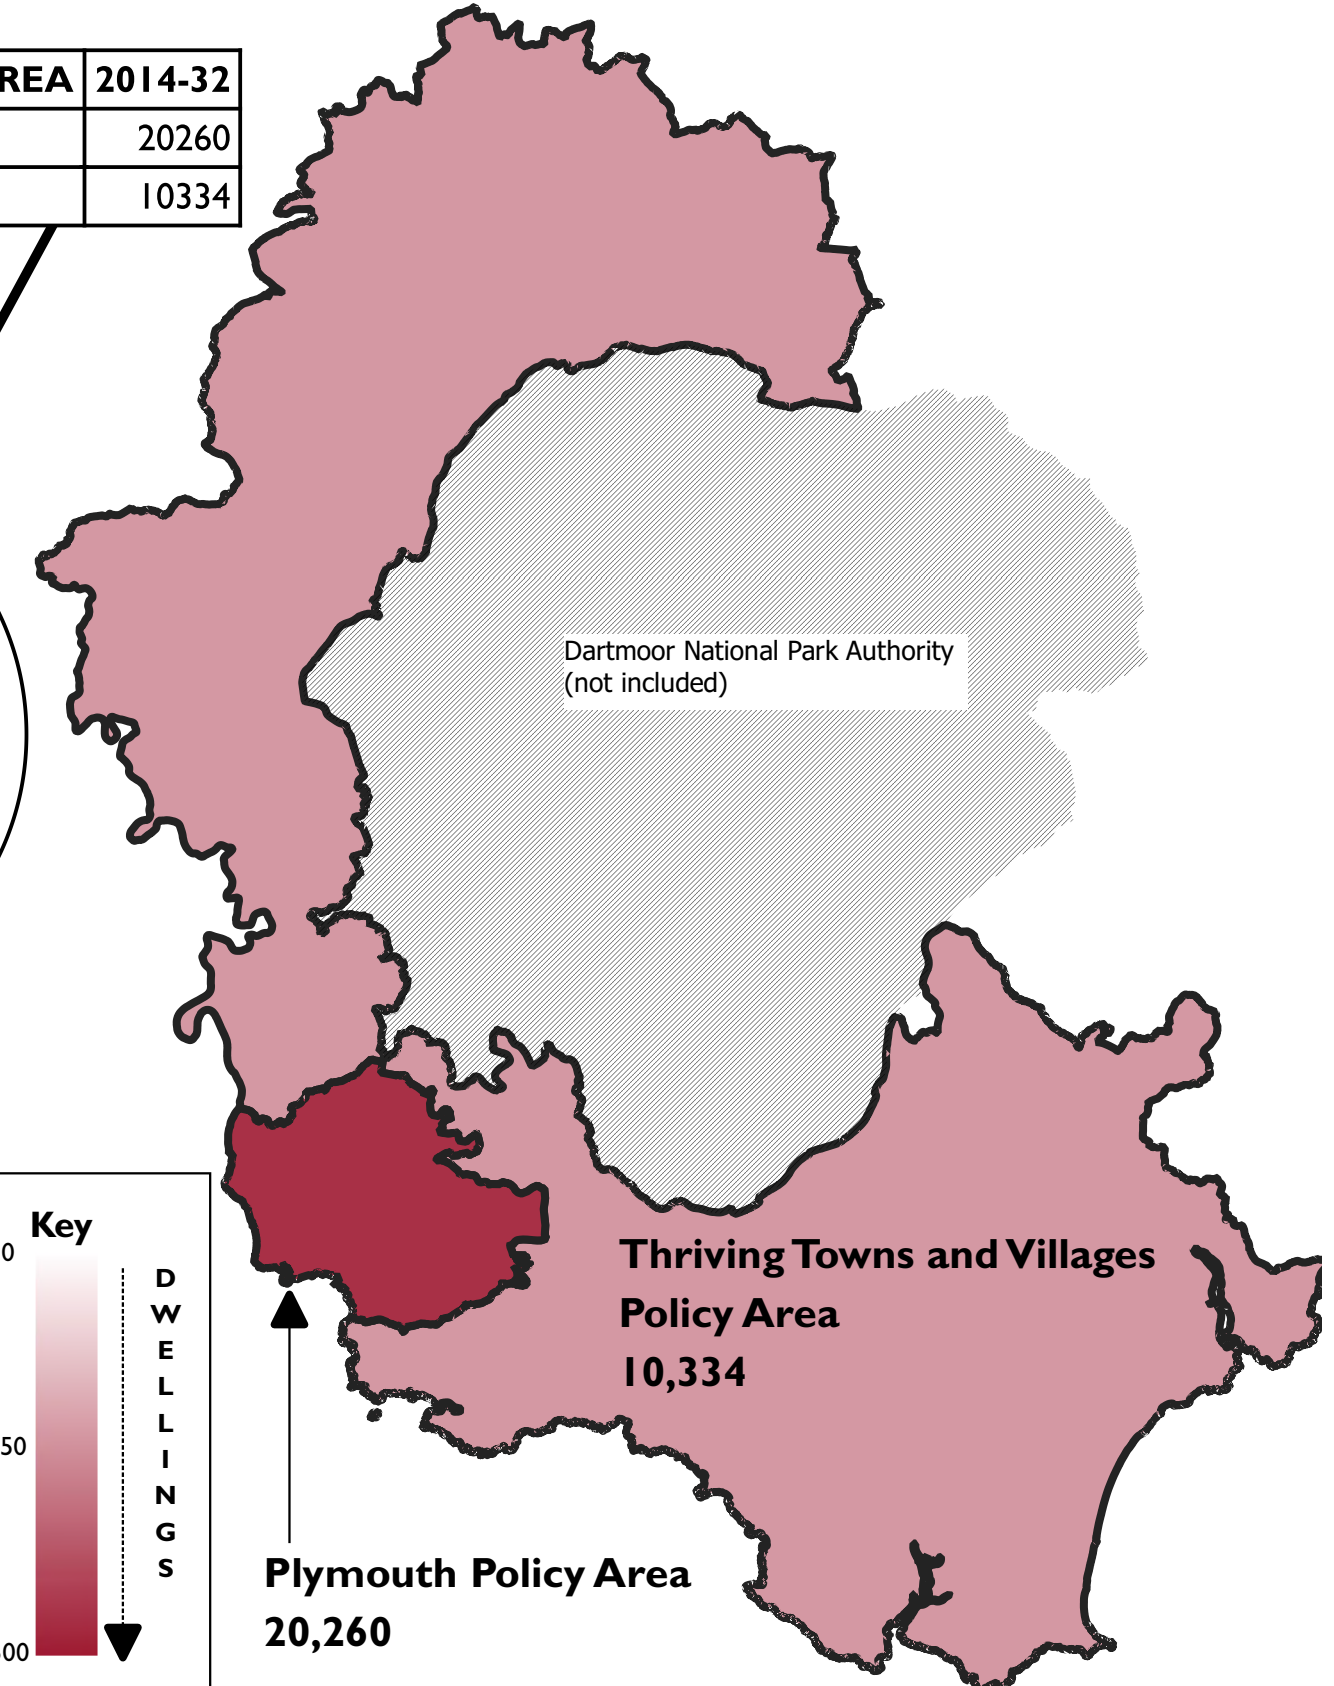 REA 2014-32
20260
10334
Dartmoor National Park Authority
(not included)
Thriving Towns and Villages
Policy Area
10,334
Key
0
50
00
D
W
E
L
L
I
N
G
S
Plymouth Policy Area
20,260